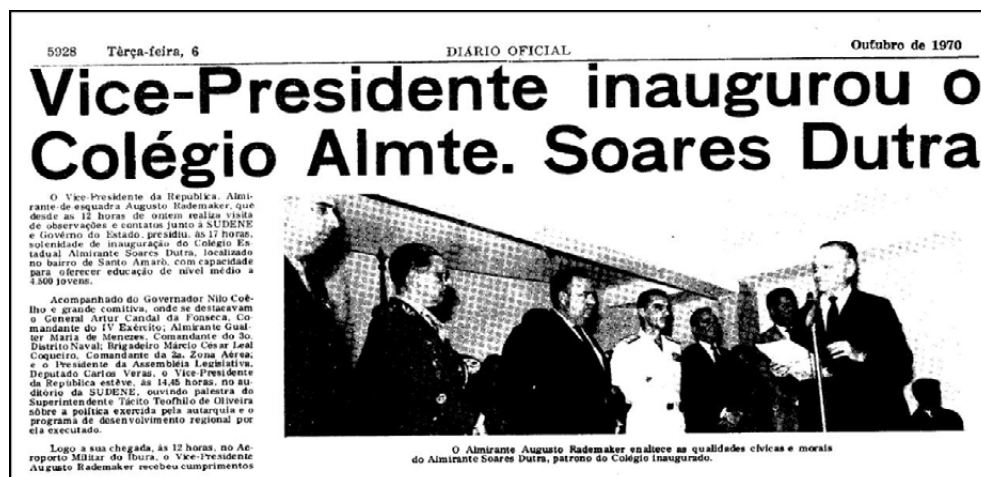 5928 Têrça-feira, 6
DIÁRIO OFICIAL
Outubro de 1970
Vice-Presidente inaugurou o
Colégio Almte. Soares Dutra
O Vice-Presidente da República, Almi-
rante-de-esquadra Augusto Rademaker, que
desde as 12 horas de ontem realiza visita
de observações e contatos junto à SUDENE
e Govêrno do Estado, presidiu, às 17 horas,
solenidade de inauguração do Colégio Es-
tadual Almirante Soares Dutra, localizado
no bairro de Santo Amaro, com capacidade
para oferecer educação de nível médio a
4.500 jovens.
Acompanhado do Governador Nilo Coê-
lho e grande comitiva, onde se destacavam
o General Artur Candal da Fonseca, Co-
mandante do IV Exército; Almirante Gual-
ter Maria de Menezes, Comandante do 3o.
Distrito Naval; Brigadeiro Márcio César Leal
Coqueiro, Comandante da 2a. Zona Aérea;
e o Presidente da Assembléia Legislativa,
Deputado Carlos Veras, o Vice-Presidente
da República estêve, às 14,45 horas, no au-
ditório da SUDENE, ouvindo palestra do
Superintendente Tácito Teofhilo de Oliveira
sôbre a política exercida pela autarquia e o
programa de desenvolvimento regional por
ela executado.
Logo a sua chegada, às 12 horas, no Ae-
roporto Militar do Ibura, o Vice-Presidente
Augusto Rademaker recebeu cumprimentos
O Almirante Augusto Rademaker enaltece as qualidades cívicas e morais
do Almirante Soares Dutra, patrono do Colégio inaugurado.